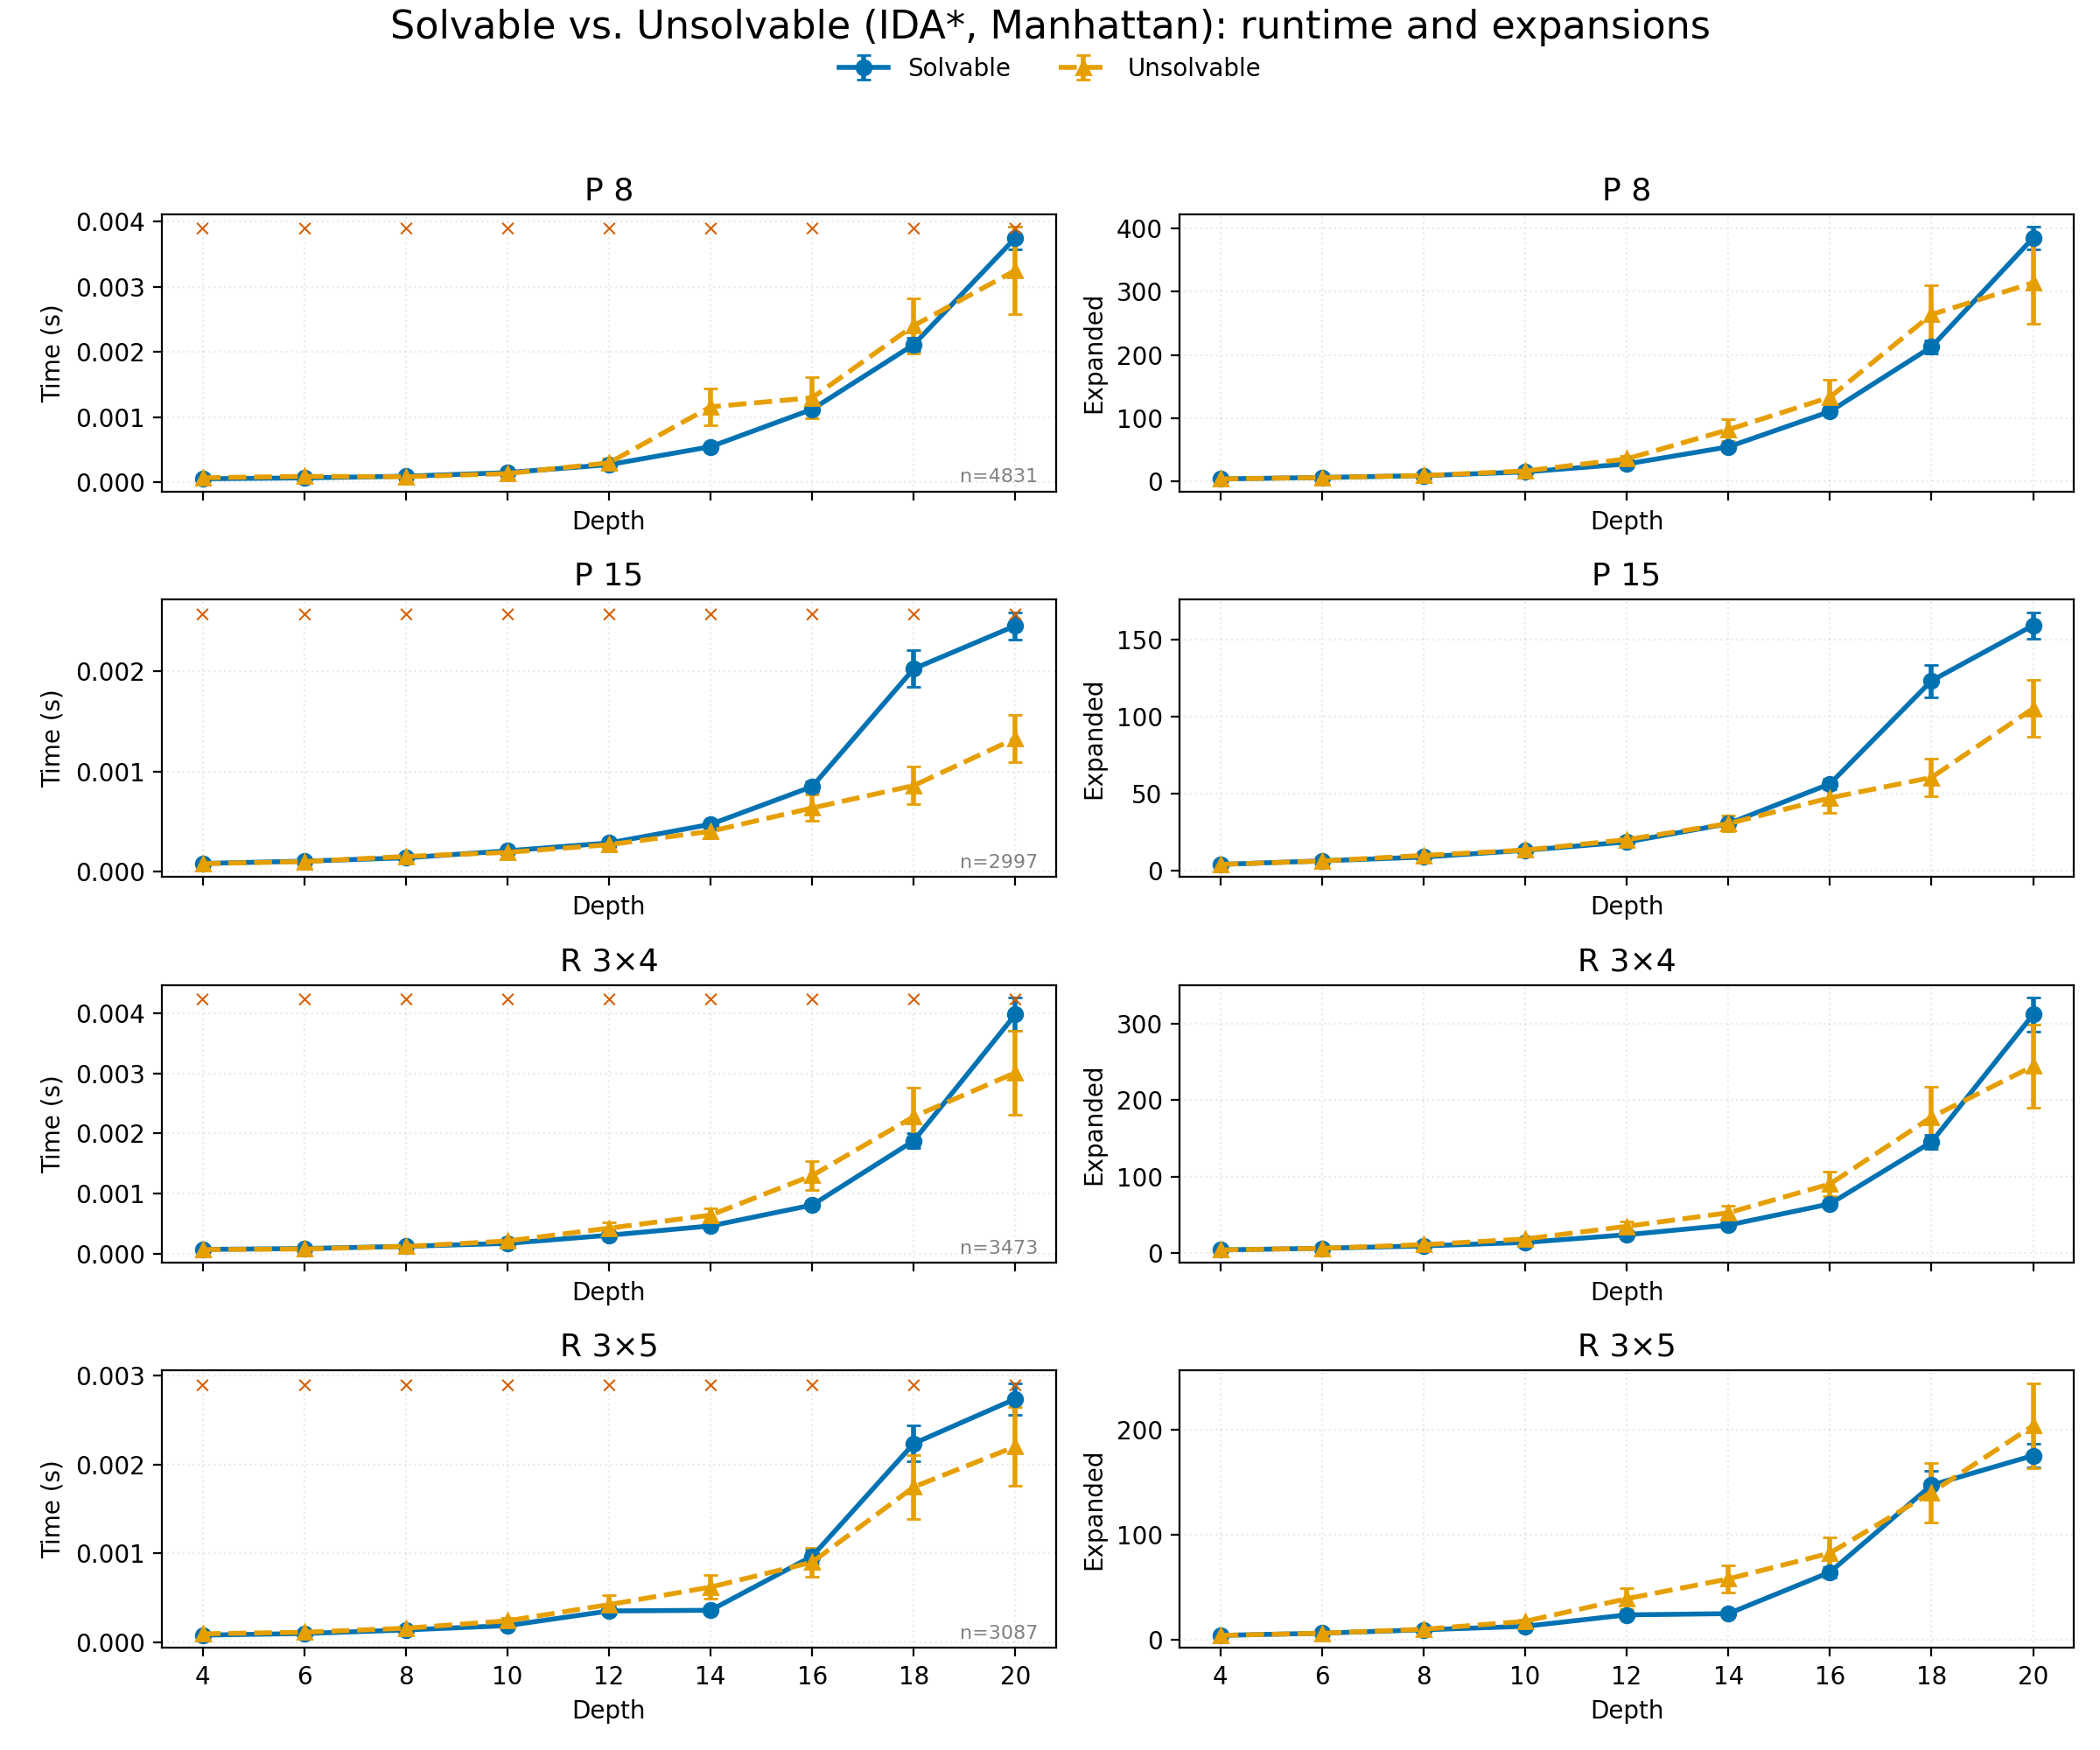 Solvable vs. Unsolvable (IDA*, Manhattan): runtime and expansions
Solvable
Unsolvable
P 8
0.004
0.003
0.002
0.001
0.000
Time (s)
n=4831
Depth
P 8
400
300
200
100
0
Expanded
Depth
P 15
0.002
0.001
0.000
Time (s)
n=2997
Depth
P 15
150
100
50
0
Expanded
Depth
R 3×4
0.004
0.003
0.002
0.001
0.000
Time (s)
n=3473
Depth
R 3×4
300
200
100
0
Expanded
Depth
R 3×5
0.003
0.002
0.001
0.000
Time (s)
n=3087
4 6 8 10 12 14 16 18 20
Depth
R 3×5
200
100
0
Expanded
4 6 8 10 12 14 16 18 20
Depth